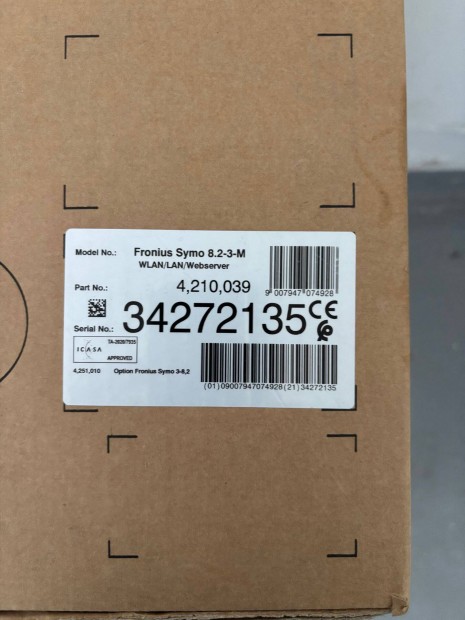 Model No.: Fronius Symo 8.2-3-M
WLAN/LAN/Webserver
Part No.: 4,210,039
9 007947 074928
Serial No.: 34272135 CE
ICASA
APPROVED
4,251,010 Option Fronius Symo 3-8,2
(01)09007947074928(21)34272135